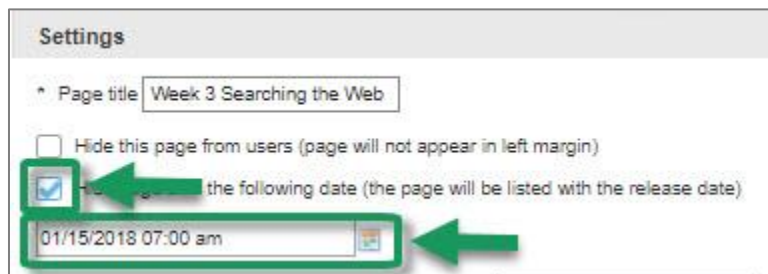 Settings
* Page title Week 3 Searching the Web
Hide this page from users (page will not appear in left margin)
the following date (the page will be listed with the release date)
01/15/2018 07:00 am